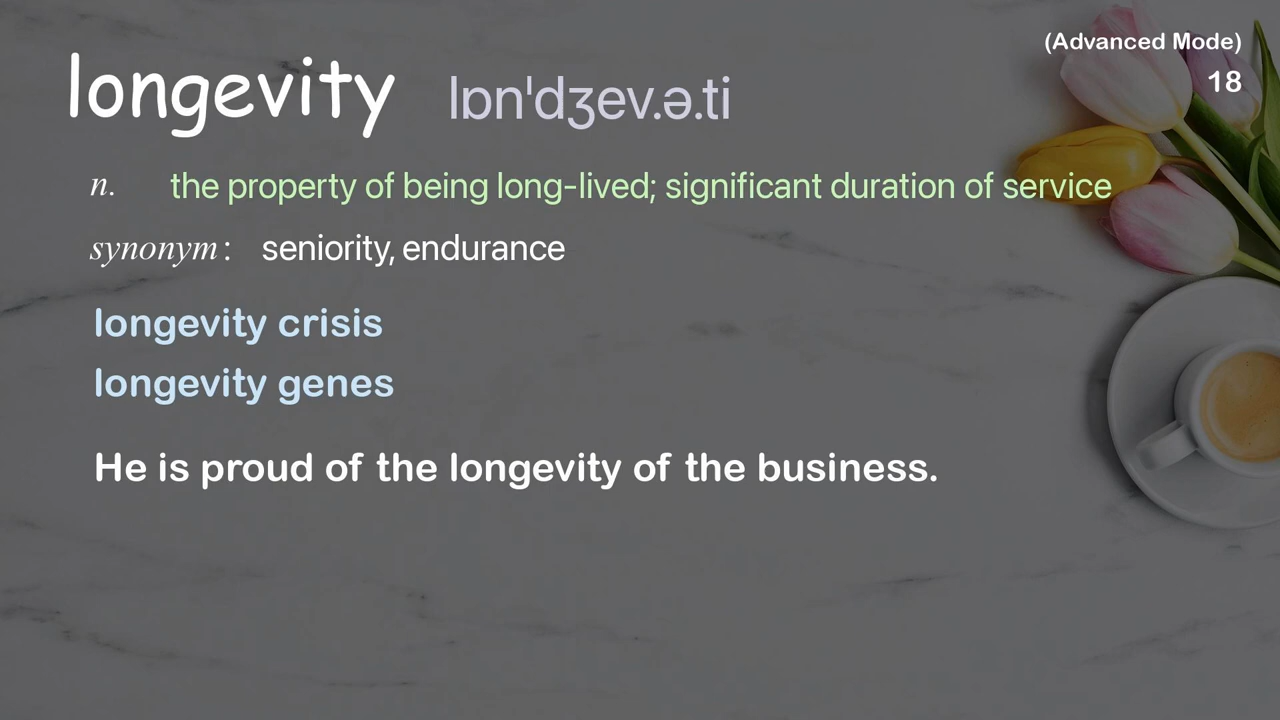 (Advanced Mode)
18
longevity lɒnˈdʒev.ə.ti
n. the property of being long-lived; significant duration of service
synonym: seniority, endurance
longevity crisis
longevity genes
He is proud of the longevity of the business.